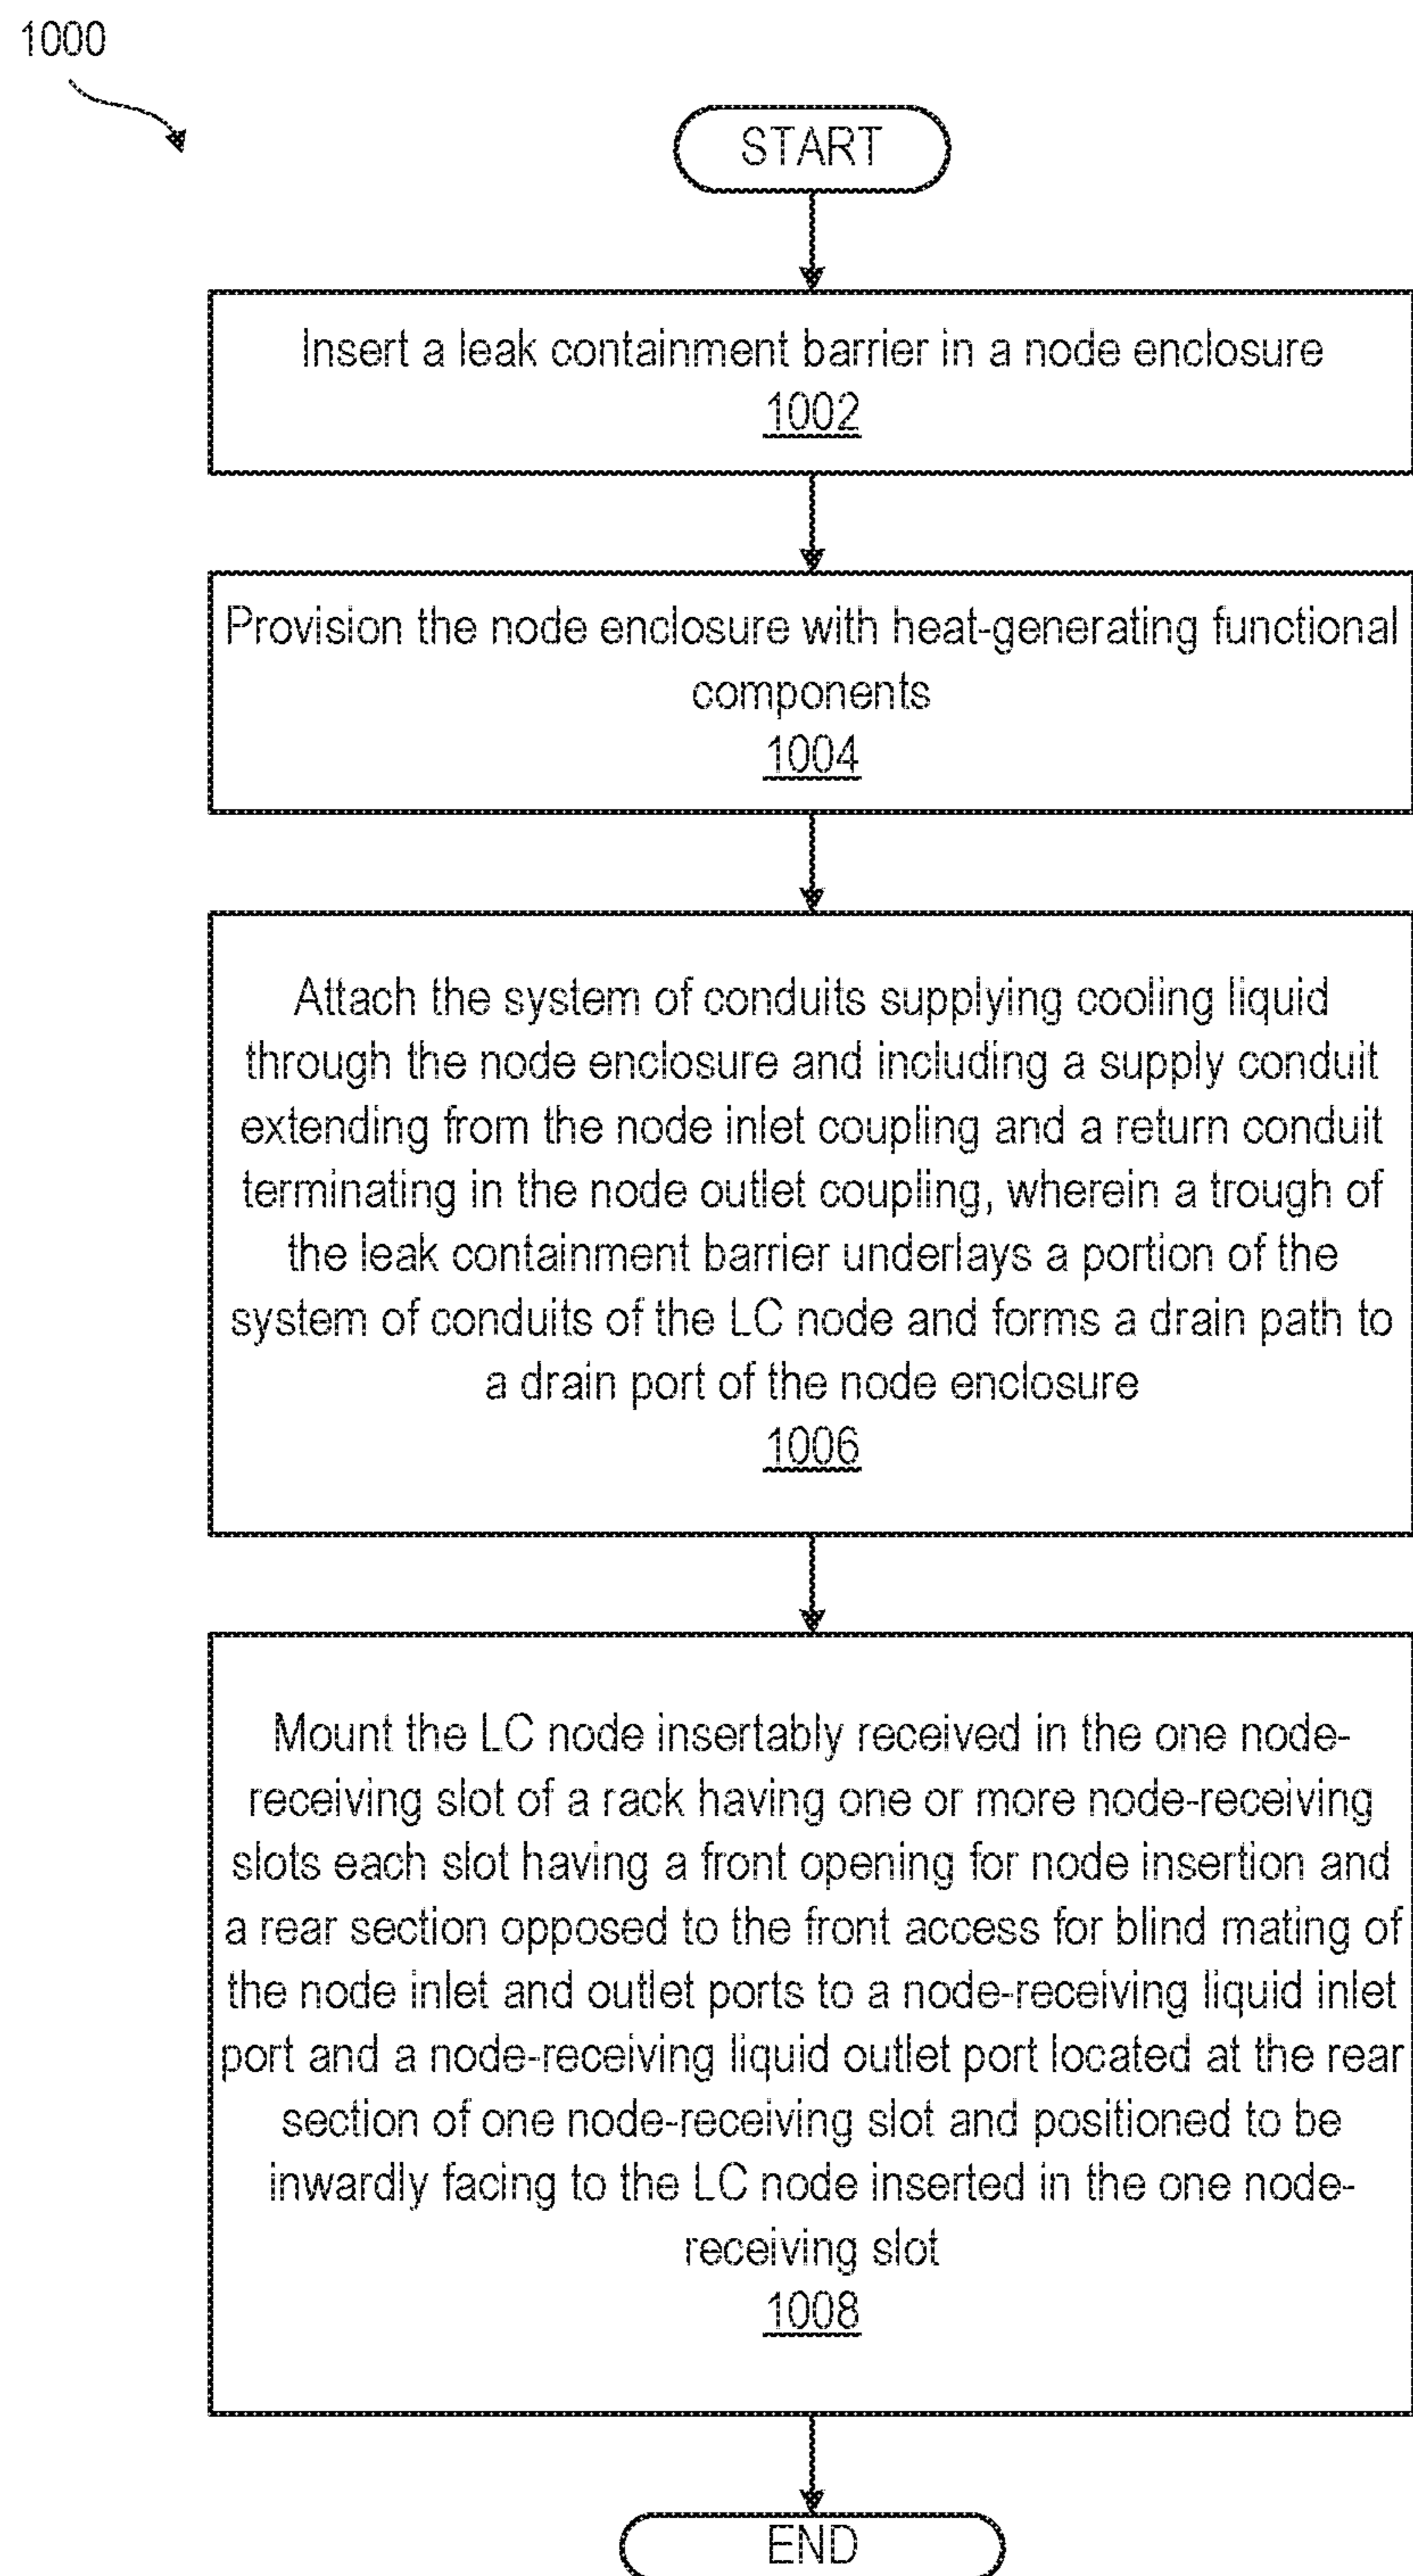 1000
START
Insert a leak containment barrier in a node enclosure
1002
Provision the node enclosure with heat-generating functional
components
1004
Attach the system of conduits supplying cooling liquid
through the node enclosure and including a supply conduit
extending from the node inlet coupling and a return conduit
terminating in the node outlet coupling, wherein a trough of
the leak containment barrier underlays a portion of the
system of conduits of the LC node and forms a drain path to
a drain port of the node enclosure
1006
Mount the LC node insertably received in the one node-
receiving slot of a rack having one or more node-receiving
slots each slot having a front opening for node insertion and
a rear section opposed to the front access for blind mating of
the node inlet and outlet ports to a node-receiving liquid inlet
port and a node-receiving liquid outlet port located at the rear
section of one node-receiving slot and positioned to be
inwardly facing to the LC node inserted in the one node-
receiving slot
1008
END